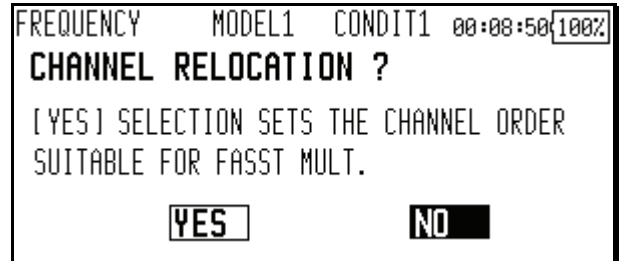 FREQUENCY MODEL1 CONDIT1 00:08:50 100%
CHANNEL RELOCATION ?
[YES] SELECTION SETS THE CHANNEL ORDER
SUITABLE FOR FASST MULT.
YES NO